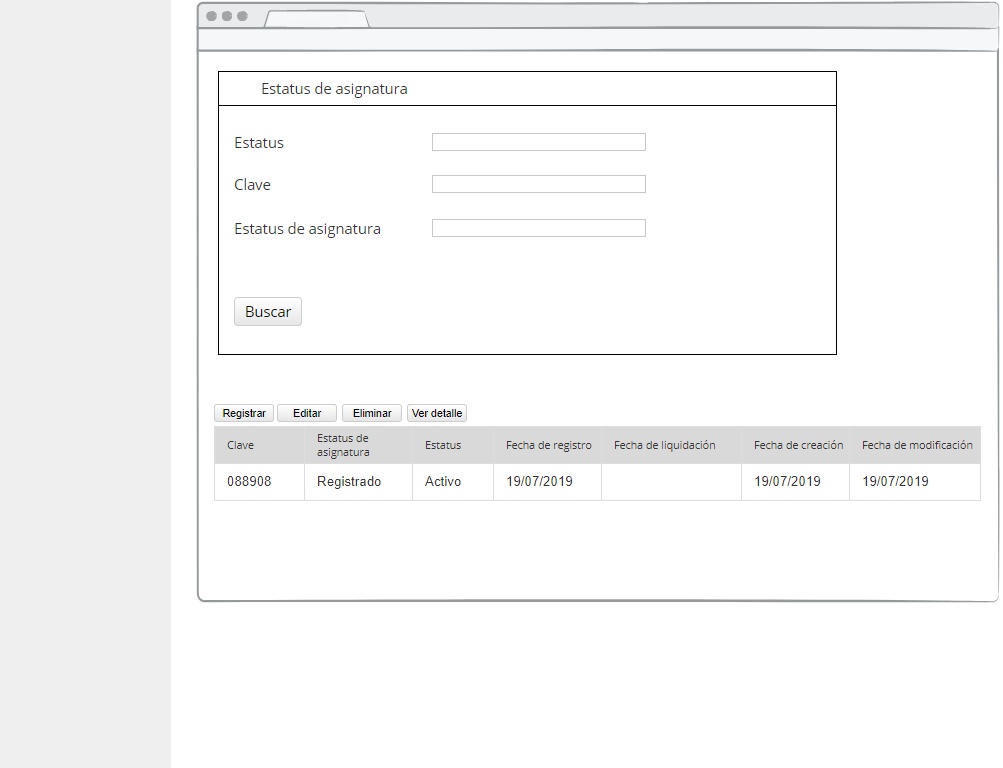 Estatus de asignatura
Estatus
Clave
Estatus de asignatura
Buscar
Registrar Editar Eliminar Ver detalle
Clave Estatus de asignatura Estatus Fecha de registro Fecha de liquidación Fecha de creación Fecha de modificación
088908 Registrado Activo 19/07/2019 19/07/2019 19/07/2019